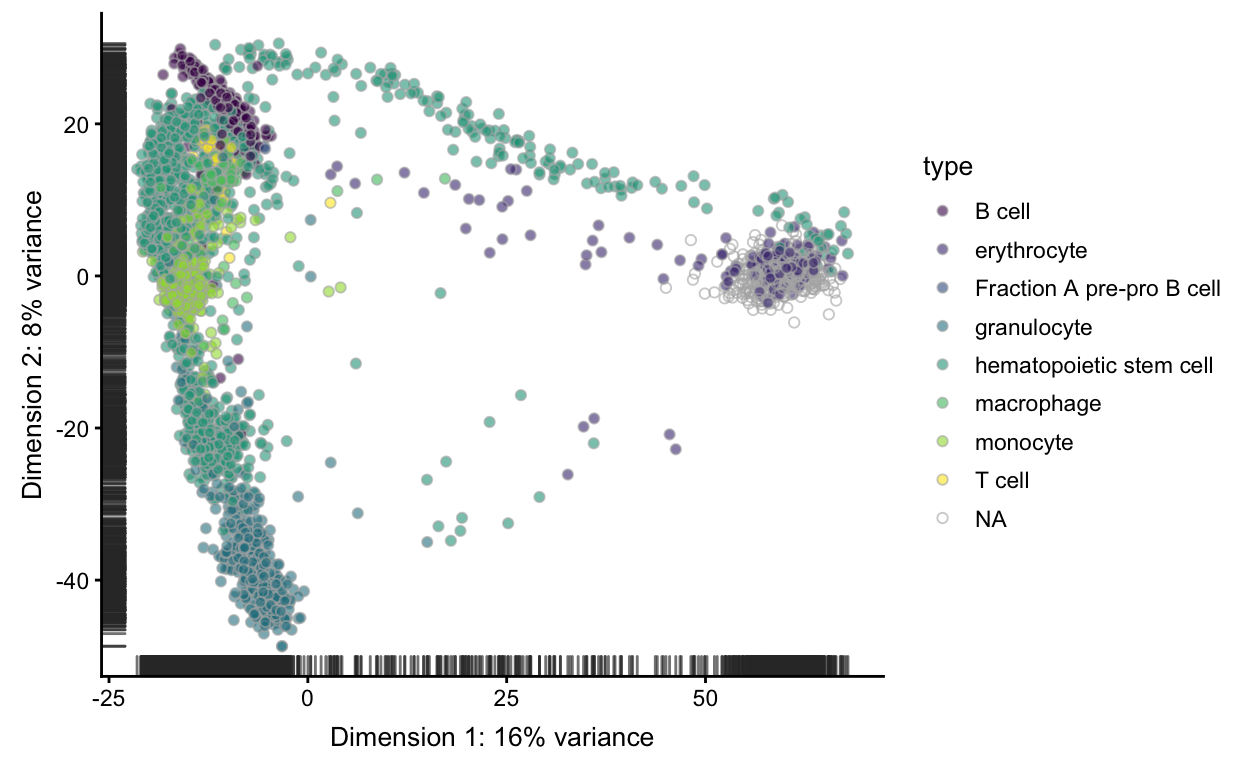 Dimension 2: 8% variance
20
0
-20
-40
-25
0
25
50
Dimension 1: 16% variance
type
B cell
erythrocyte
Fraction A pre-pro B cell
granulocyte
hematopoietic stem cell
macrophage
monocyte
T cell
NA